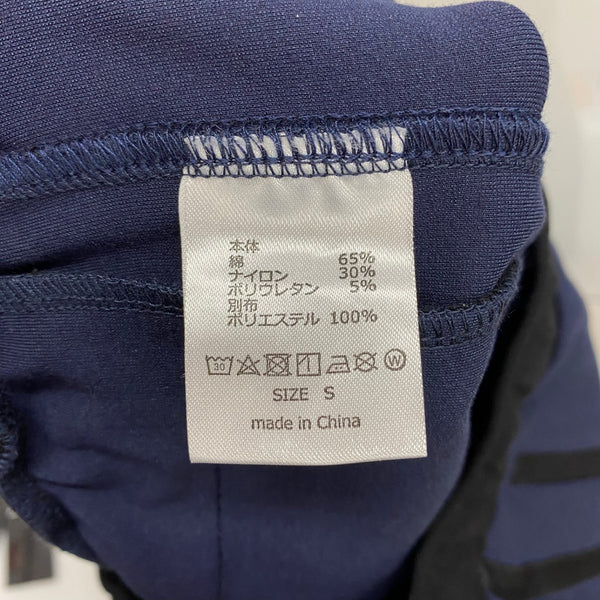 本体
綿 65%
ナイロン 30%
ポリウレタン 5%
別布
ポリエステル 100%
30 W
SIZE S
made in China